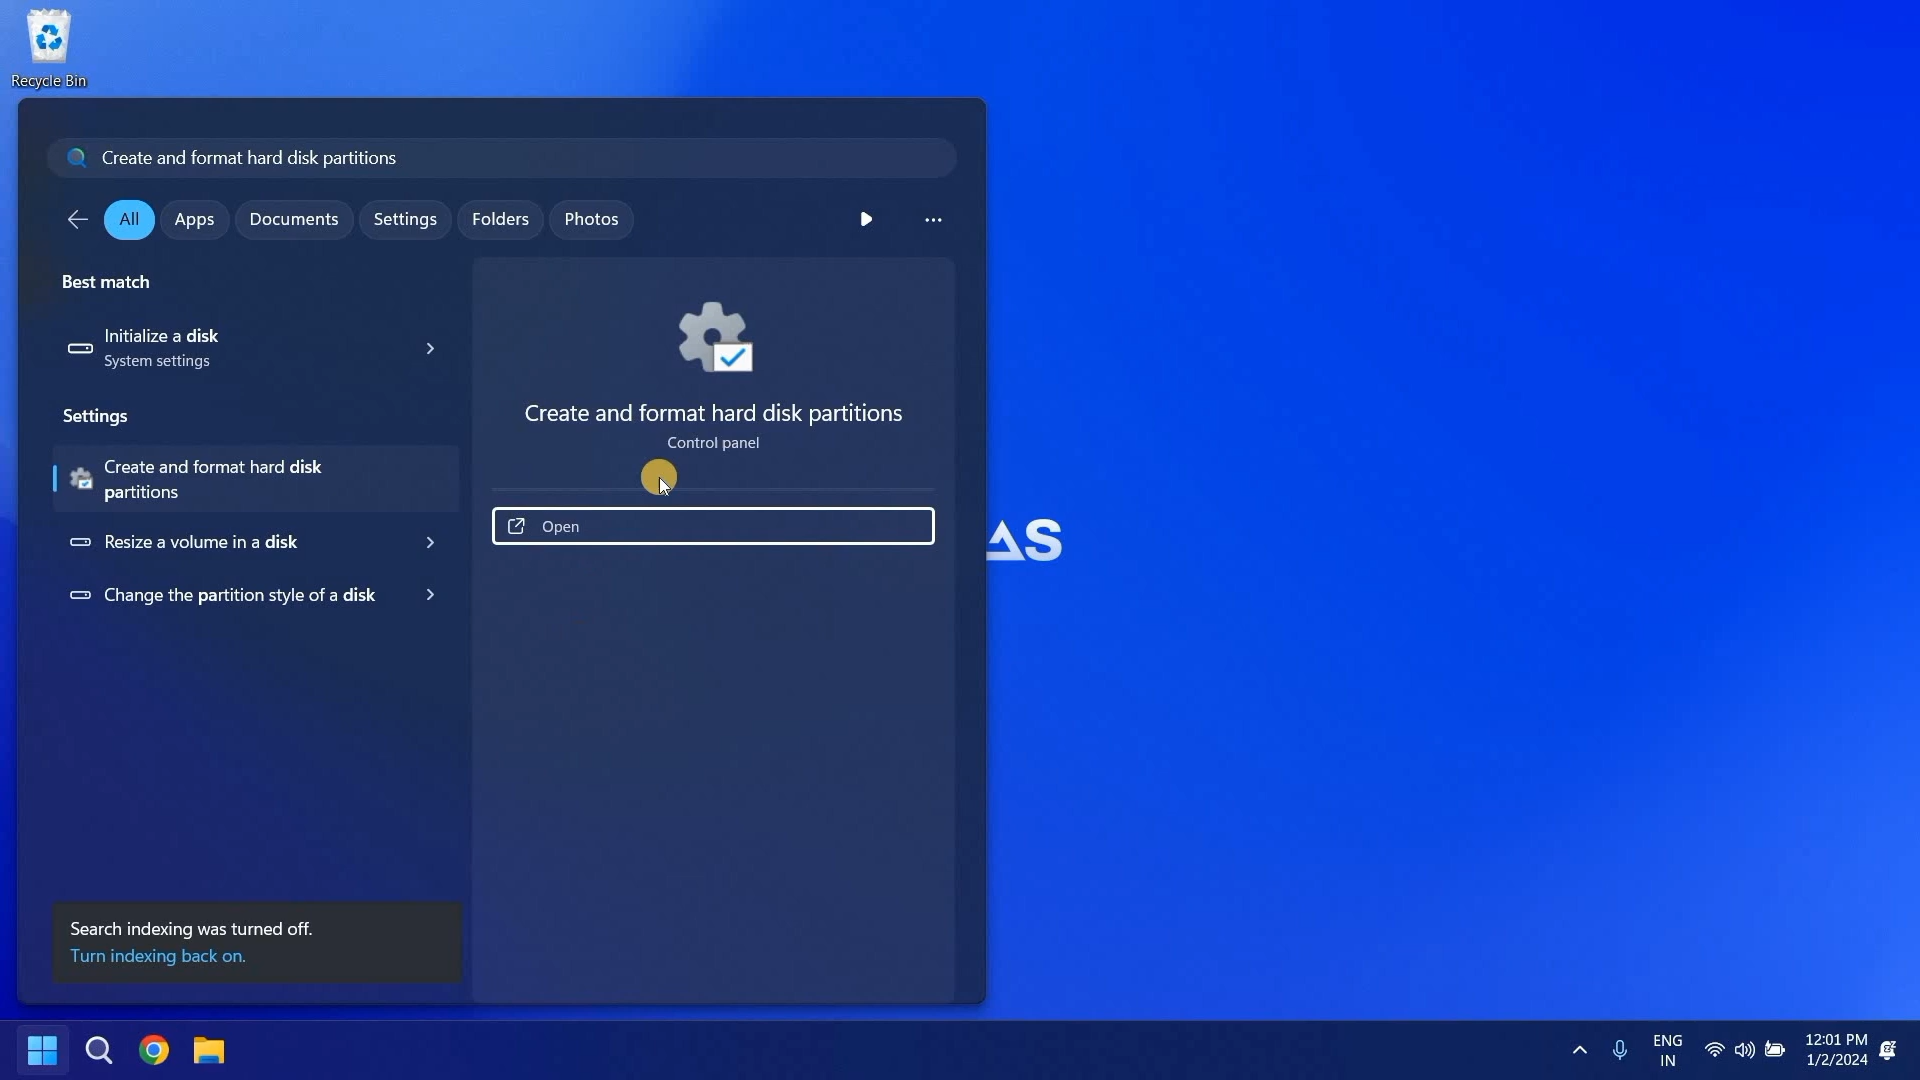 Recycle Bin
Create and format hard disk partitions
All
Apps
Documents
Settings
Folders
Photos
Best match
Initialize a disk
System settings
Settings
Create and format hard disk
partitions
Resize a volume in a disk
Change the partition style of a disk
Create and format hard disk partitions
Control panel
Open
Search indexing was turned off.
Turn indexing back on.
ENG
IN
12:01 PM
1/2/2024